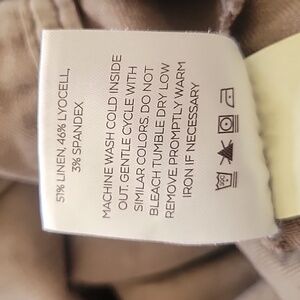 51% LINEN, 46% LYOCELL,
3% SPANDEX
MACHINE WASH COLD INSIDE
OUT. GENTLE CYCLE WITH
SIMILAR COLORS. DO NOT
BLEACH TUMBLE DRY LOW
REMOVE PROMPTLY WARM
IRON IF NECESSARY